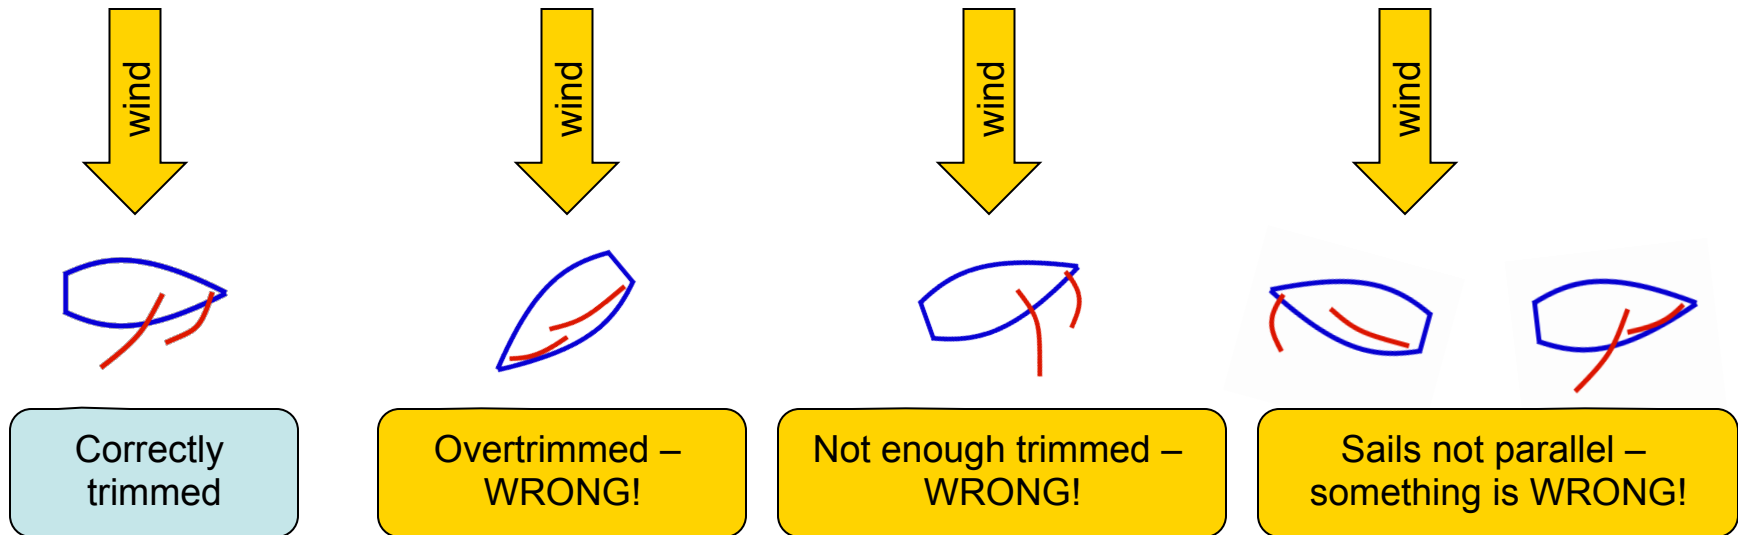 wind
wind
wind
wind
Correctly
trimmed
Overtrimmed –
WRONG!
Not enough trimmed –
WRONG!
Sails not parallel –
something is WRONG!